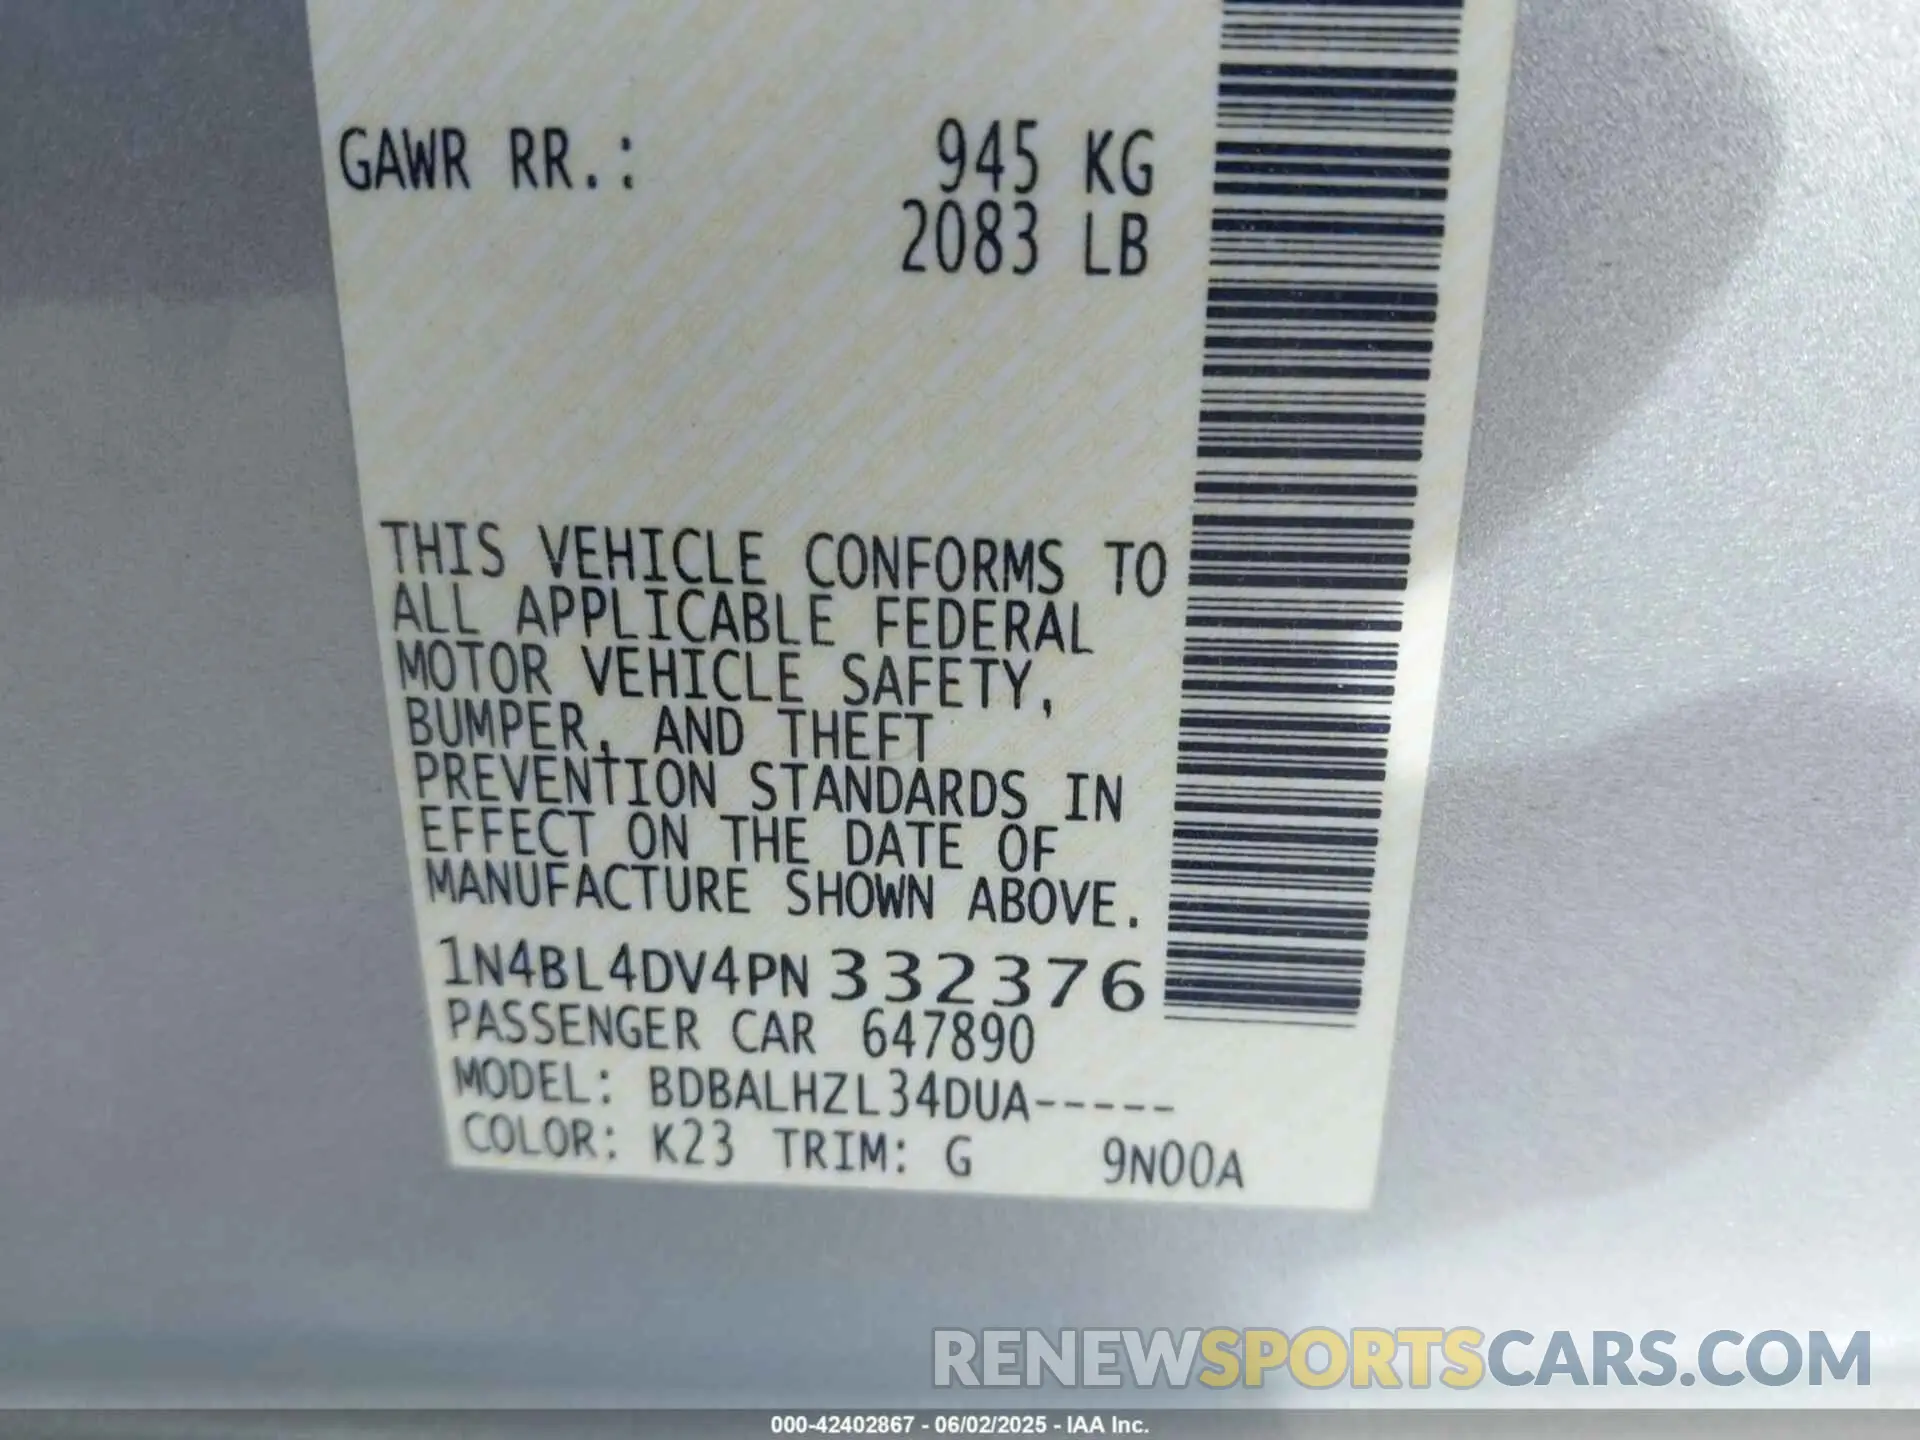 GAWR RR.: 945 KG
2083 LB
THIS VEHICLE CONFORMS TO
ALL APPLICABLE FEDERAL
MOTOR VEHICLE SAFETY,
BUMPER, AND THEFT
PREVENTION STANDARDS IN
EFFECT ON THE DATE OF
MANUFACTURE SHOWN ABOVE.
1N4BL4DV4PN332376
PASSENGER CAR 647890
MODEL: BDBALHZL34DUA-----
COLOR: K23 TRIM: G 9N00A
RENEWSPORTSCARS.COM
000-42402867 - 06/02/2025 - IAA Inc.